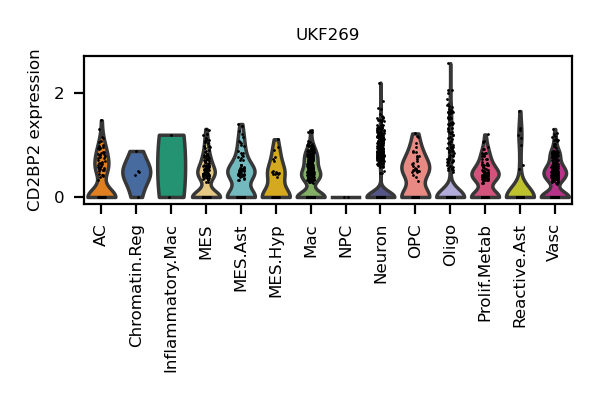 UKF269
CD2BP2 expression
2
0
AC
Chromatin.Reg
Inflammatory.Mac
MES
MES.Ast
MES.Hyp
Mac
NPC
Neuron
OPC
Oligo
Prolif.Metab
Reactive.Ast
Vasc